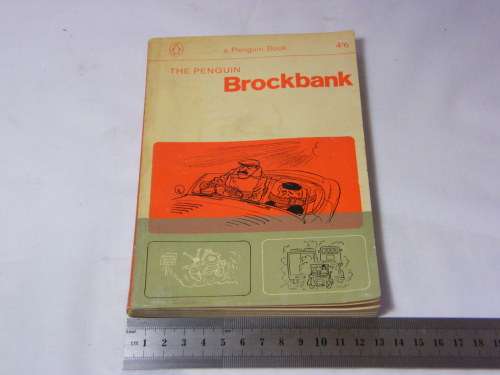 a Penguin Book
4'6
THE PENGUIN
Brockbank
cm 1 2 3 4 5 6 7 8 9 10 11 12 13 14 15 16 17 18